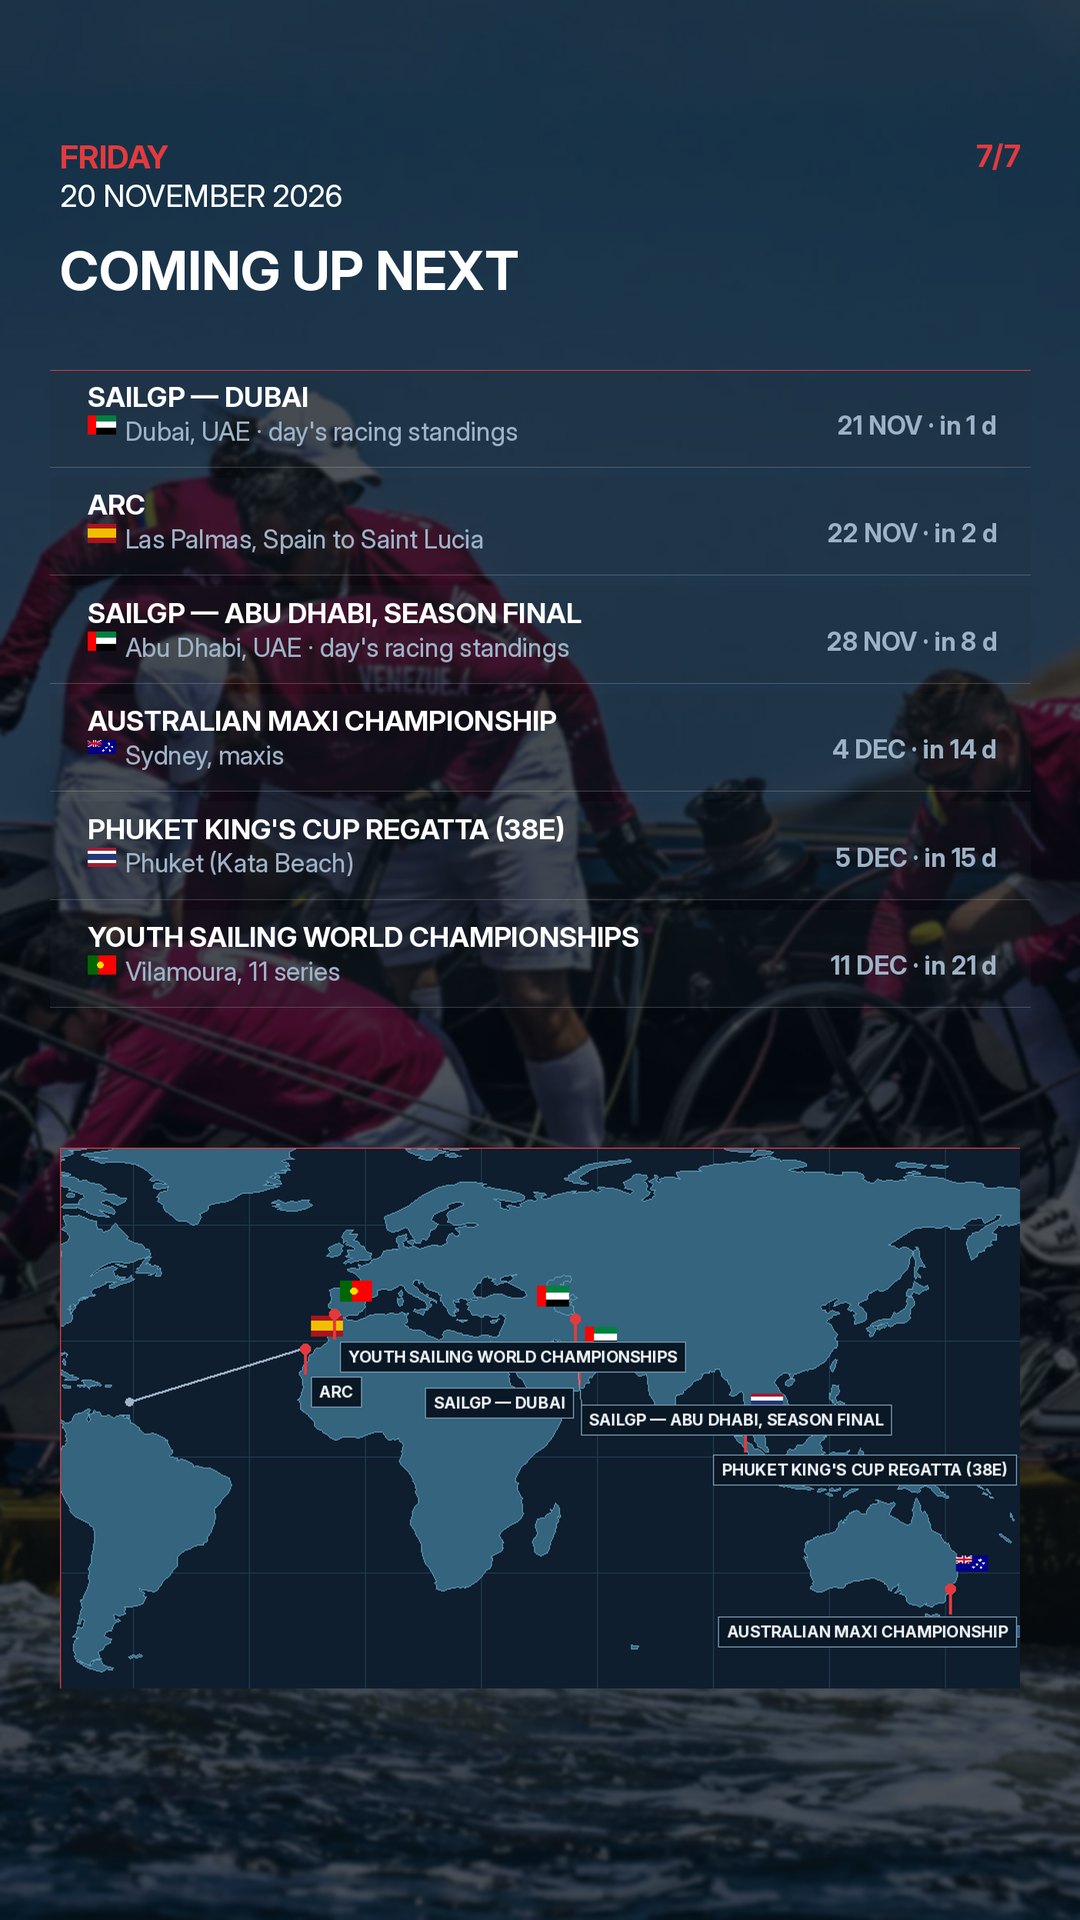 FRIDAY
7/7
20 NOVEMBER 2026
COMING UP NEXT
SAILGP — DUBAI
Dubai, UAE · day's racing standings
21 NOV · in 1 d
ARC
Las Palmas, Spain to Saint Lucia
22 NOV · in 2 d
SAILGP — ABU DHABI, SEASON FINAL
Abu Dhabi, UAE · day's racing standings
28 NOV · in 8 d
AUSTRALIAN MAXI CHAMPIONSHIP
Sydney, maxis
4 DEC · in 14 d
PHUKET KING'S CUP REGATTA (38E)
Phuket (Kata Beach)
5 DEC · in 15 d
YOUTH SAILING WORLD CHAMPIONSHIPS
Vilamoura, 11 series
11 DEC · in 21 d
YOUTH SAILING WORLD CHAMPIONSHIPS
ARC
SAILGP — DUBAI
SAILGP — ABU DHABI, SEASON FINAL
PHUKET KING'S CUP REGATTA (38E)
AUSTRALIAN MAXI CHAMPIONSHIP